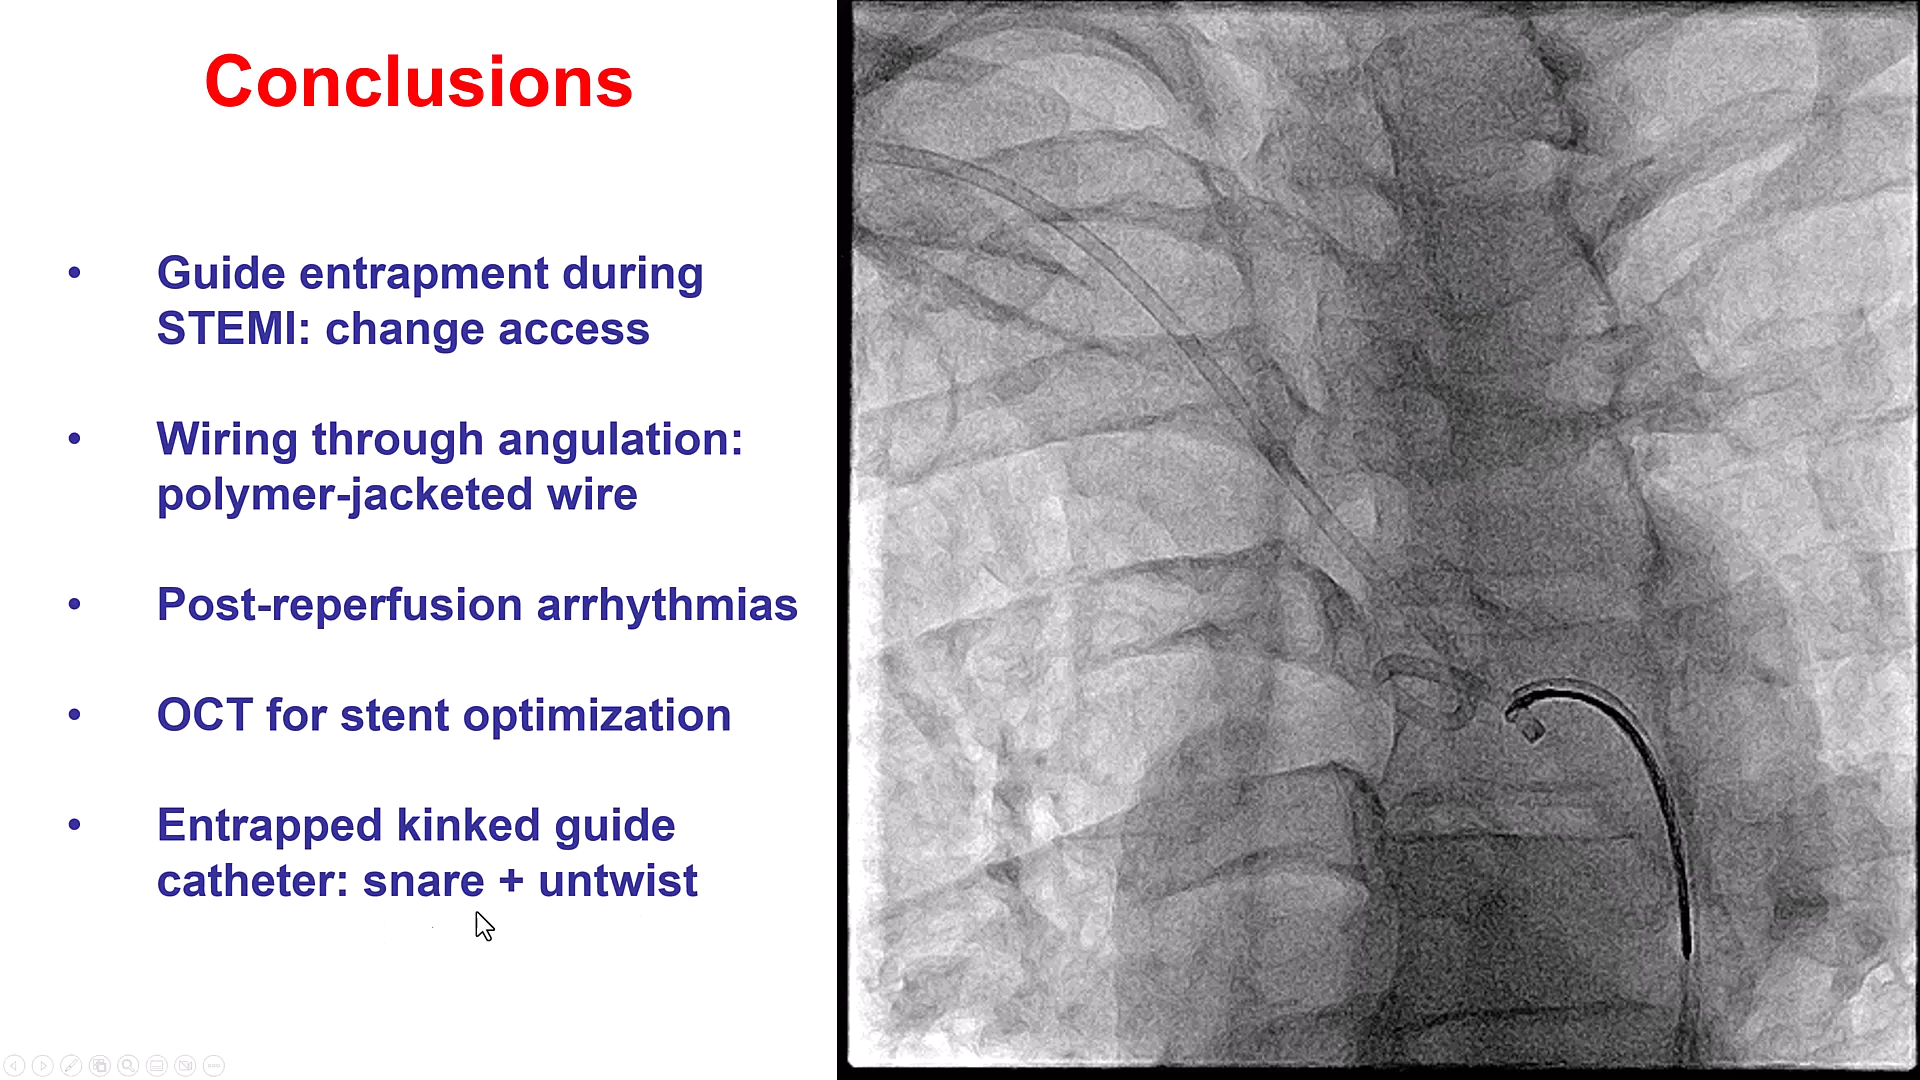 Conclusions
• Guide entrapment during
STEMI: change access
• Wiring through angulation:
polymer-jacketed wire
• Post-reperfusion arrhythmias
• OCT for stent optimization
• Entrapped kinked guide
catheter: snare + untwist